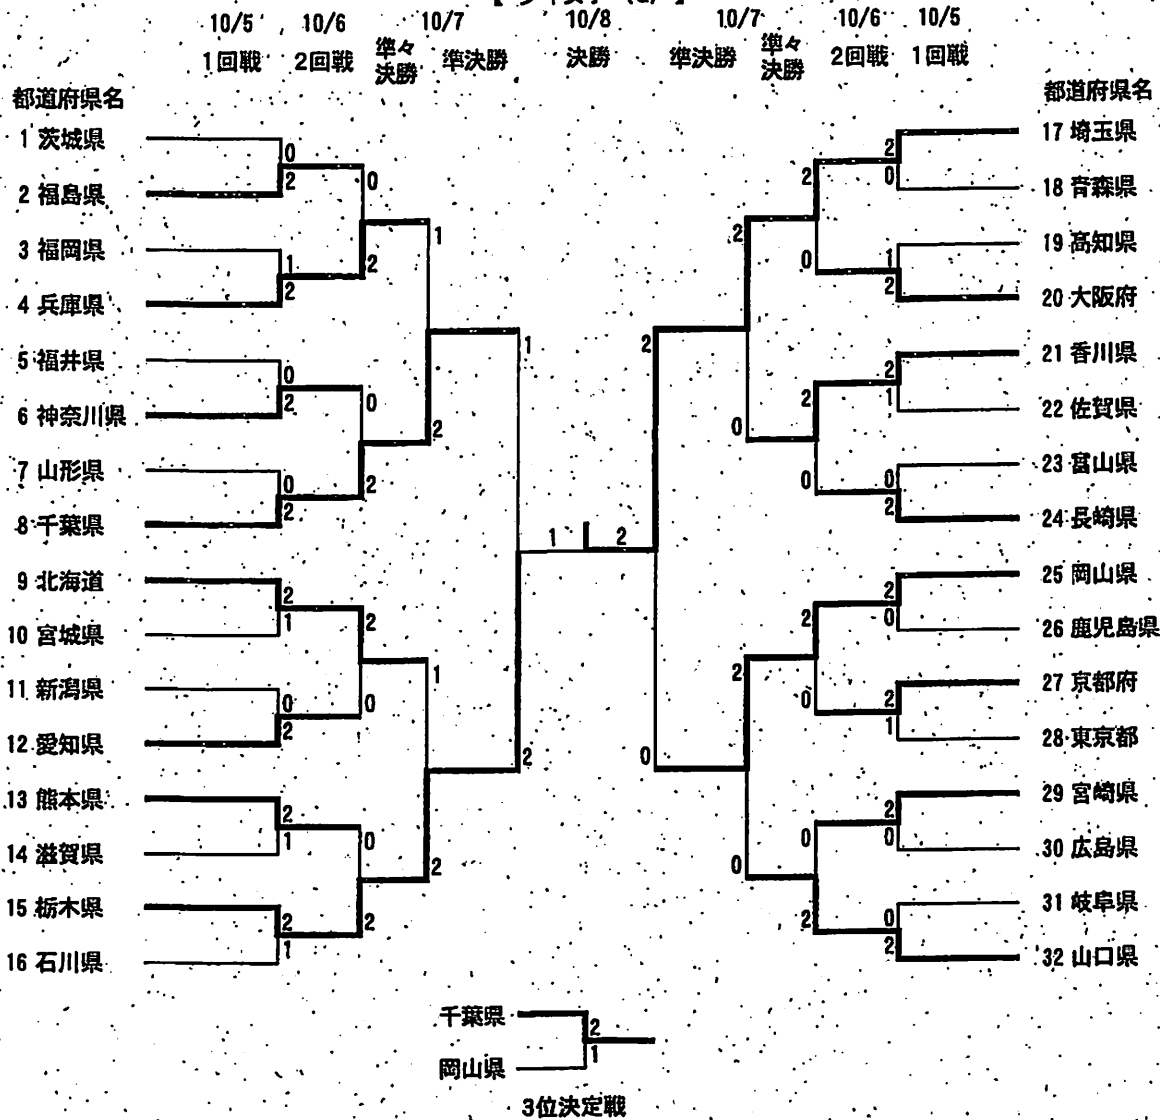 10/5 10/6 10/7 10/8 10/7 10/6 10/5
1回戦 2回戦 準々決勝 準決勝 決勝 準決勝 準々決勝 2回戦 1回戦
都道府県名 都道府県名
1 茨城県
0
2
2 福島県
0
2
3 福岡県
1
2
4 兵庫県
1
2
5 福井県
0
2
6 神奈川県
0
2
7 山形県
0
2
8 千葉県
1
2
9 北海道
2
1
10 宮城県
2
0
11 新潟県
0
2
12 愛知県
1
2
13 熊本県
2
1
14 滋賀県
0
2
15 栃木県
2
1
16 石川県
1 2
17 埼玉県
2
0
18 青森県
2
0
19 高知県
1
2
20 大阪府
2
0
21 香川県
2
1
22 佐賀県
2
0
23 富山県
0
2
24 長崎県
2
0
25 岡山県
2
0
26 鹿児島県
2
0
27 京都府
2
1
28 東京都
2
0
29 宮崎県
2
0
30 広島県
0
2
31 岐阜県
0
2
32 山口県
千葉県
2
1
岡山県
3位決定戦